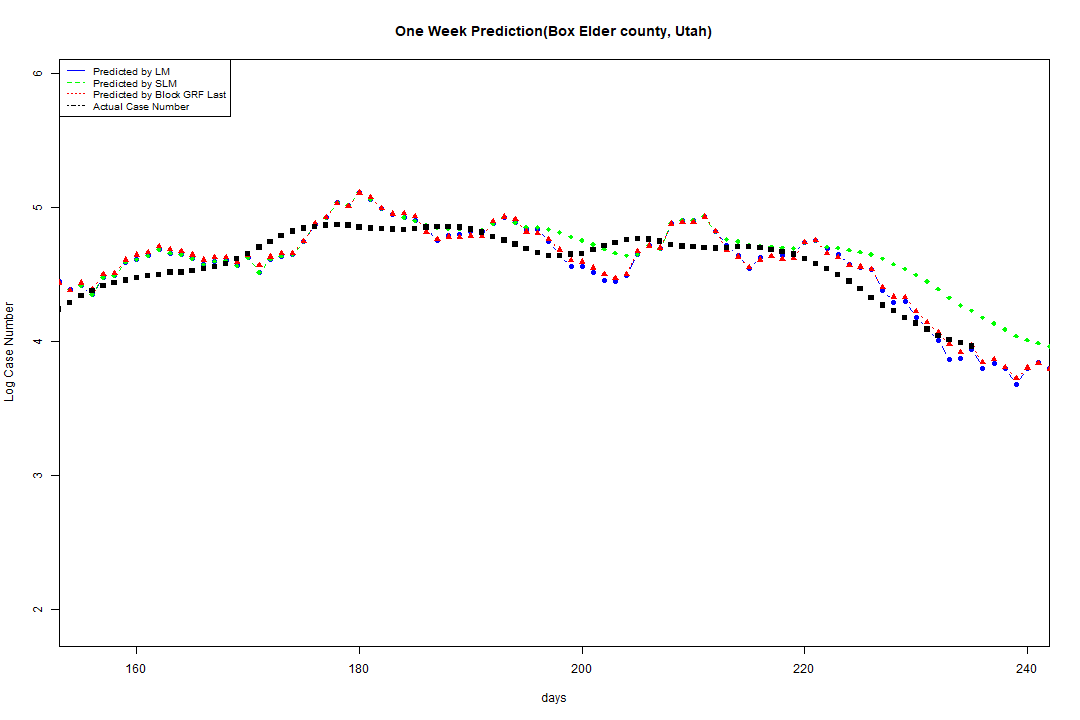 One Week Prediction(Box Elder county, Utah)
Predicted by LM
Predicted by SLM
Predicted by Block GRF Last
Actual Case Number
6
5
4
3
2
Log Case Number
160 180 200 220 240
days